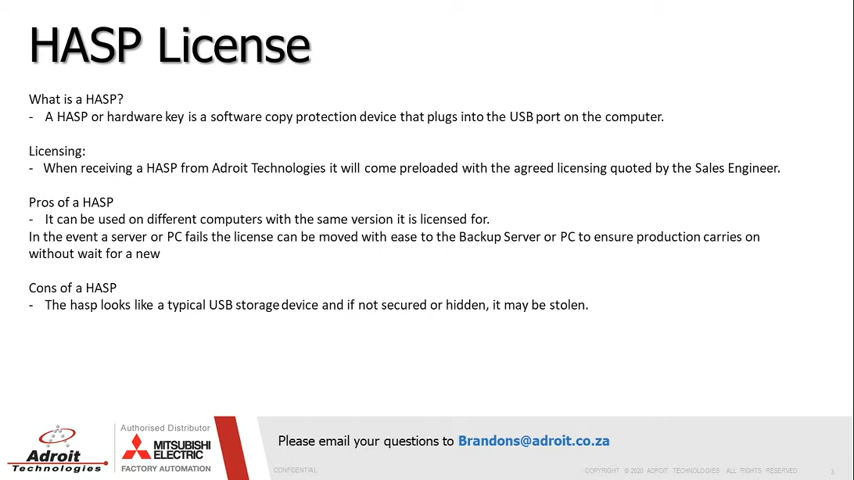 HASP License
What is a HASP?
- A HASP or hardware key is a software copy protection device that plugs into the USB port on the computer.
Licensing:
- When receiving a HASP from Adroit Technologies it will come preloaded with the agreed licensing quoted by the Sales Engineer.
Pros of a HASP
- It can be used on different computers with the same version it is licensed for.
In the event a server or PC fails the license can be moved with ease to the Backup Server or PC to ensure production carries on
without wait for a new
Cons of a HASP
- The hasp looks like a typical USB storage device and if not secured or hidden, it may be stolen.
Adroit
Technologies
Authorised Distributor
MITSUBISHI
ELECTRIC
FACTORY AUTOMATION
Please email your questions to Brandons@adroit.co.za
CONFIDENTIAL
COPYRIGHT © 2020 ADROIT TECHNOLOGIES ALL RIGHTS RESERVED